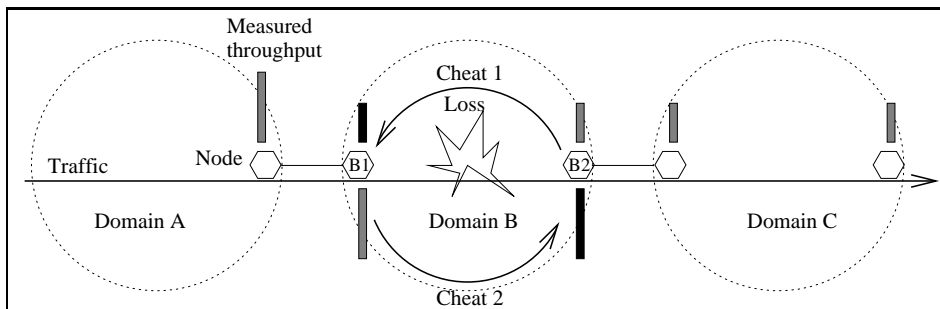 Measured
throughput
Cheat 1
Loss
Node
B1
B2
Traffic
Domain A
Domain B
Domain C
Cheat 2